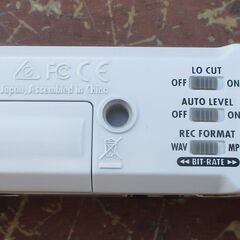 FC CE
Japan, Assembled in China
LO CUT
OFF ON
AUTO LEVEL
OFF ON
REC FORMAT
WAV MP
BIT-RATE